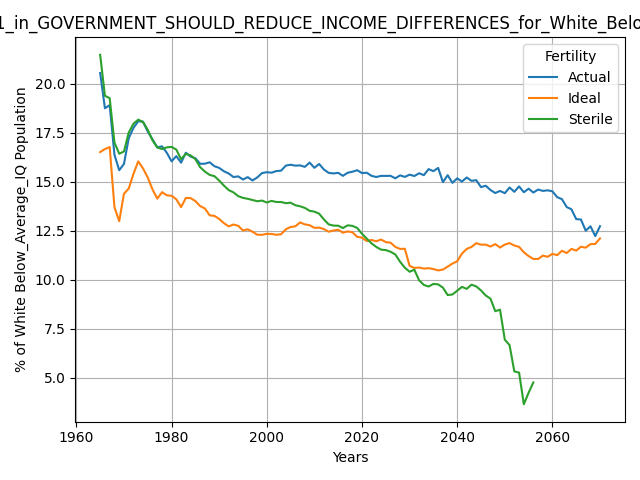 1_in_GOVERNMENT_SHOULD_REDUCE_INCOME_DIFFERENCES_for_White_Belo
Fertility
Actual
Ideal
Sterile
% of White Below_Average_IQ Population
20.0
17.5
15.0
12.5
10.0
7.5
5.0
1960
1980
2000
2020
2040
2060
Years